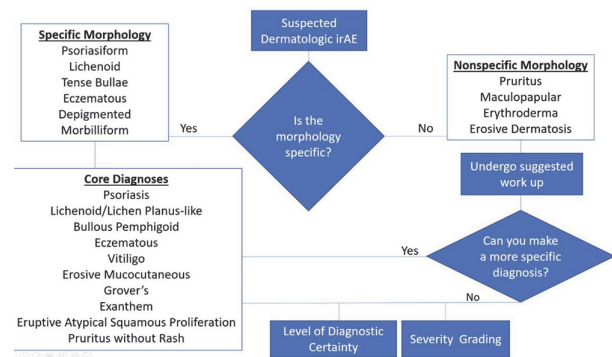 Suspected
Dermatologic irAE
Specific Morphology
Psoriasiform
Lichenoid
Tense Bullae
Eczematous
Depigmented
Morbilliform
Yes
Is the
morphology
specific?
No
Nonspecific Morphology
Pruritus
Maculopapular
Erythroderma
Erosive Dermatosis
Undergo suggested
work up
Core Diagnoses
Psoriasis
Lichenoid/Lichen Planus-like
Bullous Pemphigoid
Eczematous
Vitiligo
Erosive Mucocutaneous
Grover's
Exanthem
Eruptive Atypical Squamous Proliferation
Pruritus without Rash
Yes
Can you make
a more specific
diagnosis?
No
Level of Diagnostic
Certainty
Severity Grading